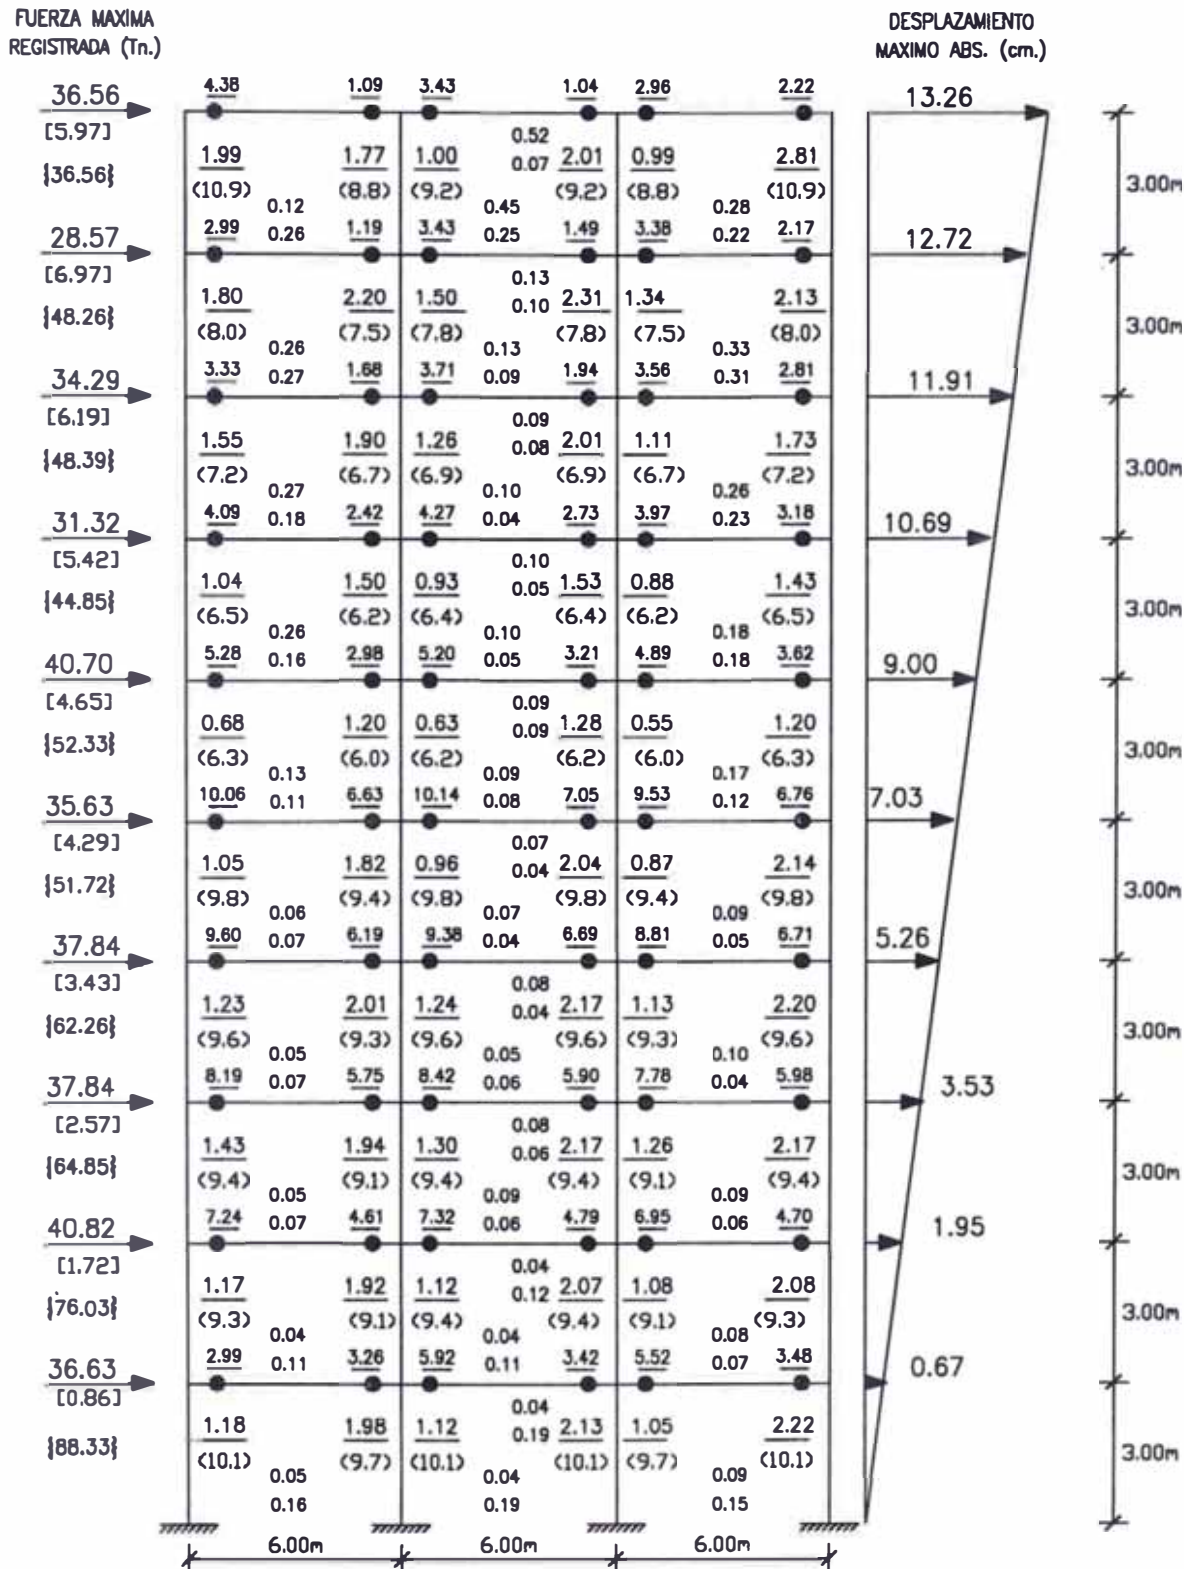 FUERZA MAXIMA
REGISTRADA (Tn.)
DESPLAZAMIENTO
MAXIMO ABS. (cm.)
4.38 1.09 3.43 1.04 2.96 2.22
36.56 13.26
[5.97] 0.52
1.99 1.77 1.00 0.07 2.01 0.99 2.81
{36.56} (10.9) (8.8) (9.2) (9.2) (8.8) (10.9) 3.00m
0.12 0.45 0.28
2.99 0.26 1.19 3.43 0.25 1.49 3.38 0.22 2.17
28.57 12.72
[6.97] 0.13
1.80 2.20 1.50 0.10 2.31 1.34 2.13
{48.26} (8.0) (7.5) (7.8) (7.8) (7.5) (8.0) 3.00m
0.26 0.13 0.33
3.33 0.27 1.68 3.71 0.09 1.94 3.56 0.31 2.81
34.29 11.91
[6.19] 0.09
1.55 1.90 1.26 0.08 2.01 1.11 1.73
{48.39} (7.2) (6.7) (6.9) (6.9) (6.7) (7.2) 3.00m
0.27 0.10 0.26
4.09 0.18 2.42 4.27 0.04 2.73 3.97 0.23 3.18
31.32 10.69
[5.42] 0.10
1.04 1.50 0.93 0.05 1.53 0.88 1.43
{44.85} (6.5) (6.2) (6.4) (6.4) (6.2) (6.5) 3.00m
0.26 0.10 0.18
5.28 0.16 2.98 5.20 0.05 3.21 4.89 0.18 3.62
40.70 9.00
[4.65] 0.09
0.68 1.20 0.63 0.09 1.28 0.55 1.20
{52.33} (6.3) (6.0) (6.2) (6.2) (6.0) (6.3) 3.00m
0.13 0.09 0.17
10.06 0.11 6.63 10.14 0.08 7.05 9.53 0.12 6.76
35.63 7.03
[4.29] 0.07
1.05 1.82 0.96 0.04 2.04 0.87 2.14
{51.72} (9.8) (9.4) (9.8) (9.8) (9.4) (9.8) 3.00m
0.06 0.07 0.09
9.60 0.07 6.19 9.38 0.04 6.69 8.81 0.05 6.71
37.84 5.26
[3.43] 0.08
1.23 2.01 1.24 0.04 2.17 1.13 2.20
{62.26} (9.6) (9.3) (9.6) (9.6) (9.3) (9.6) 3.00m
0.05 0.05 0.10
8.19 0.07 5.75 8.42 0.06 5.90 7.78 0.04 5.98
37.84 3.53
[2.57] 0.08
1.43 1.94 1.30 0.06 2.17 1.26 2.17
{64.85} (9.4) (9.1) (9.4) (9.4) (9.1) (9.4) 3.00m
0.05 0.09 0.09
7.24 0.07 4.61 7.32 0.06 4.79 6.95 0.06 4.70
40.82 1.95
[1.72] 0.04
1.17 1.92 1.12 0.12 2.07 1.08 2.08
{76.03} (9.3) (9.1) (9.4) (9.4) (9.1) (9.3) 3.00m
0.04 0.04 0.08
2.99 0.11 3.26 5.92 0.11 3.42 5.52 0.07 3.48
36.63 0.67
[0.86] 0.04
1.18 1.98 1.12 0.19 2.13 1.05 2.22
{88.33} (10.1) (9.7) (10.1) (10.1) (9.7) (10.1) 3.00m
0.05 0.04 0.09
0.16 0.19 0.15
6.00m 6.00m 6.00m